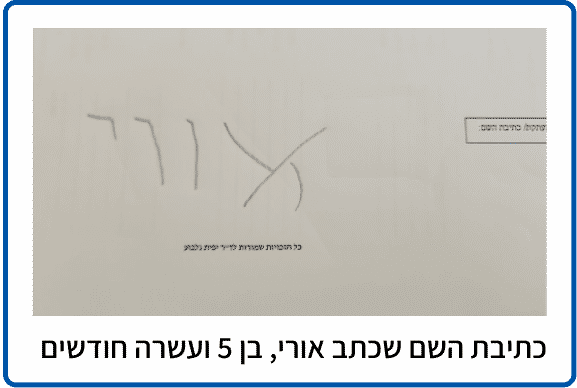 כתיבת השם:
אורי
כל הזכויות שמורות לד"ר יפית גלבוע
כתיבת השם שכתב אורי, בן 5 ועשרה חודשים